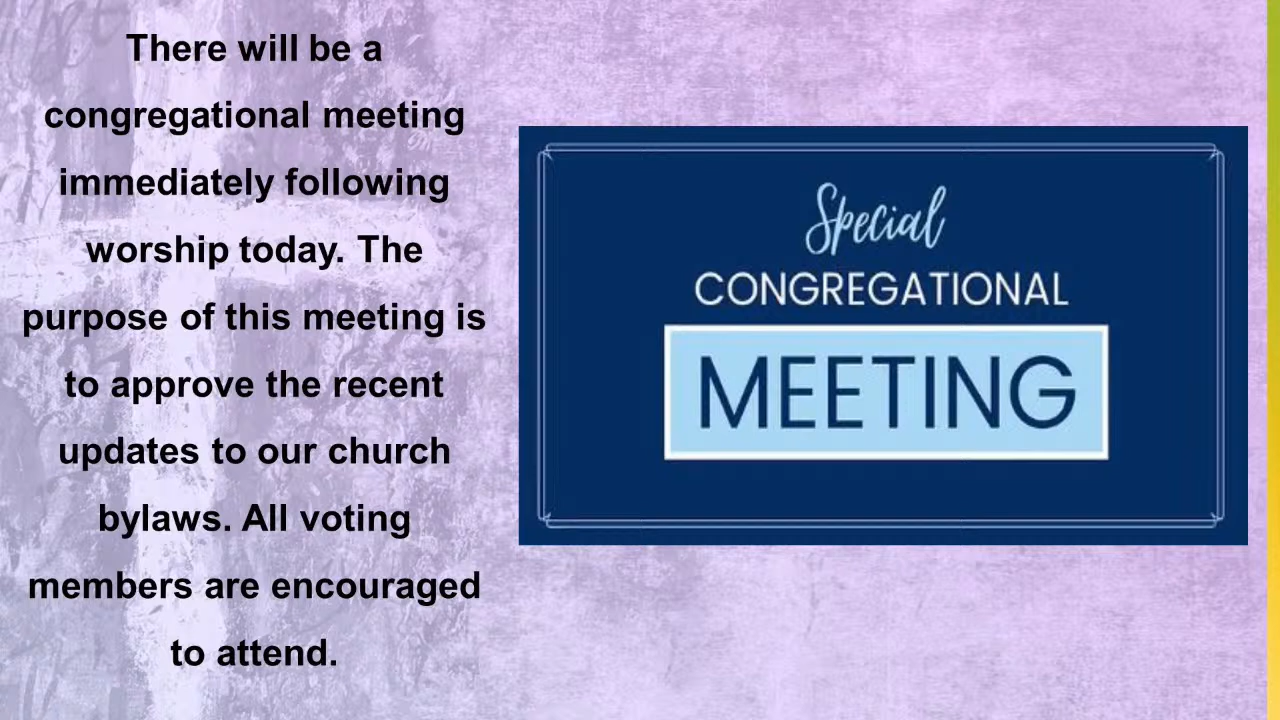 There will be a
congregational meeting
immediately following
worship today. The
purpose of this meeting is
to approve the recent
updates to our church
bylaws. All voting
members are encouraged
to attend.
Special
CONGREGATIONAL
MEETING